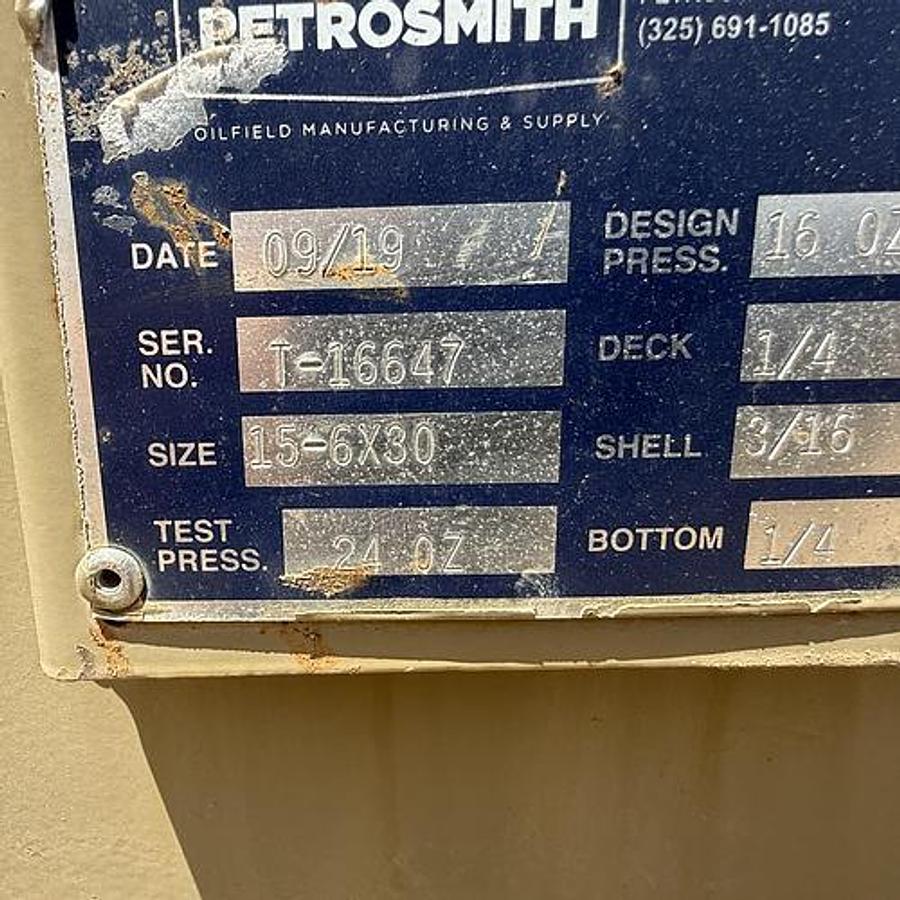 PETROSMITH
(325) 691-1085
OILFIELD MANUFACTURING & SUPPLY
DATE 09/19
DESIGN PRESS. 16 OZ
SER. NO. T-16647
DECK 1/4
SIZE 15-6X30
SHELL 3/16
TEST PRESS. 24 OZ
BOTTOM 1/4